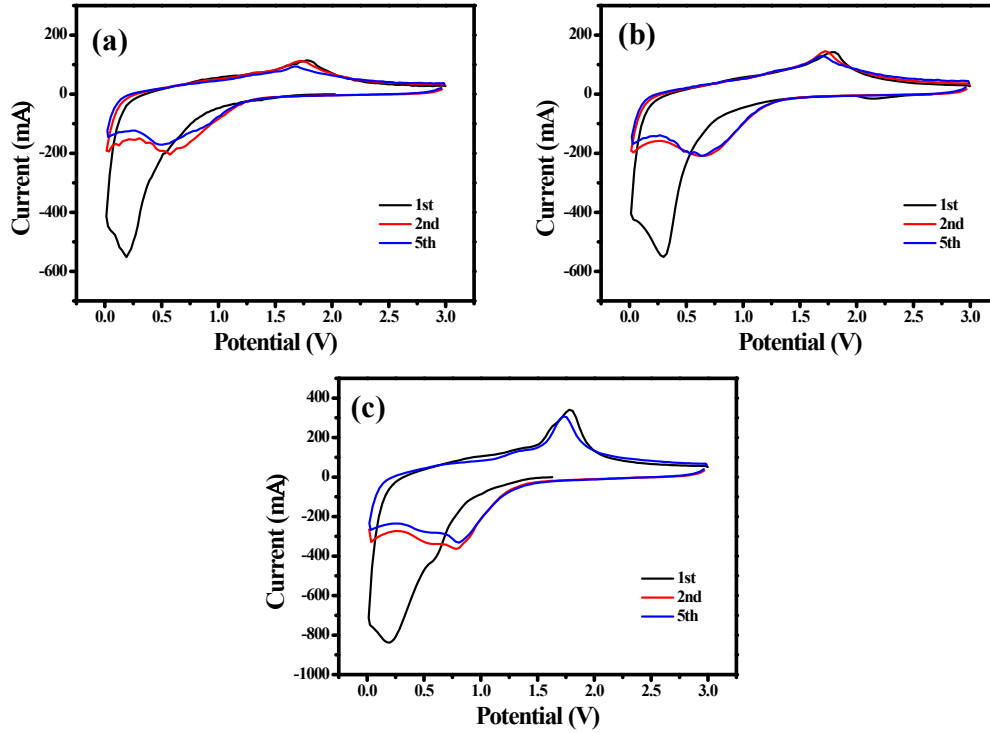 (a)
200
0
-200
-400
-600
Current (mA)
1st
2nd
5th
0.0 0.5 1.0 1.5 2.0 2.5 3.0
Potential (V)
(b)
200
0
-200
-400
-600
Current (mA)
1st
2nd
5th
0.0 0.5 1.0 1.5 2.0 2.5 3.0
Potential (V)
(c)
400
200
0
-200
-400
-600
-800
-1000
Current (mA)
1st
2nd
5th
0.0 0.5 1.0 1.5 2.0 2.5 3.0
Potential (V)